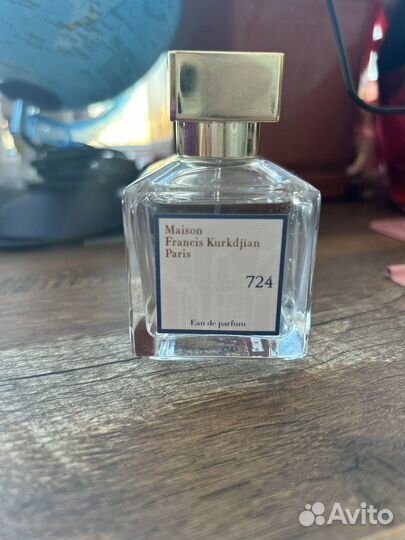 Maison
Francis Kurkdjian
Paris
724
Eau de parfum
Avito